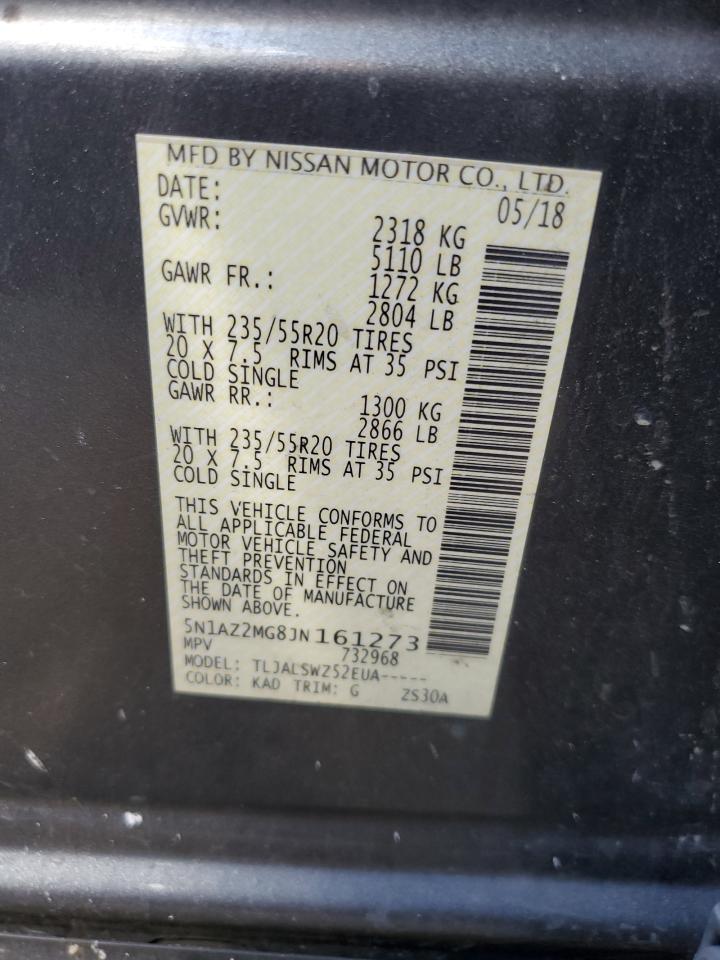 MFD BY NISSAN MOTOR CO., LTD.
DATE: 05/18
GVWR: 2318 KG
5110 LB
GAWR FR.: 1272 KG
2804 LB
WITH 235/55R20 TIRES
20 X 7.5 RIMS AT 35 PSI
COLD SINGLE
GAWR RR.: 1300 KG
2866 LB
WITH 235/55R20 TIRES
20 X 7.5 RIMS AT 35 PSI
COLD SINGLE
THIS VEHICLE CONFORMS TO
ALL APPLICABLE FEDERAL
MOTOR VEHICLE SAFETY AND
THEFT PREVENTION
STANDARDS IN EFFECT ON
THE DATE OF MANUFACTURE
SHOWN ABOVE.
5N1AZ2MG8JN161273
MPV 732968
MODEL: TLJALSWZ52EUA-----
COLOR: KAD TRIM: G ZS30A